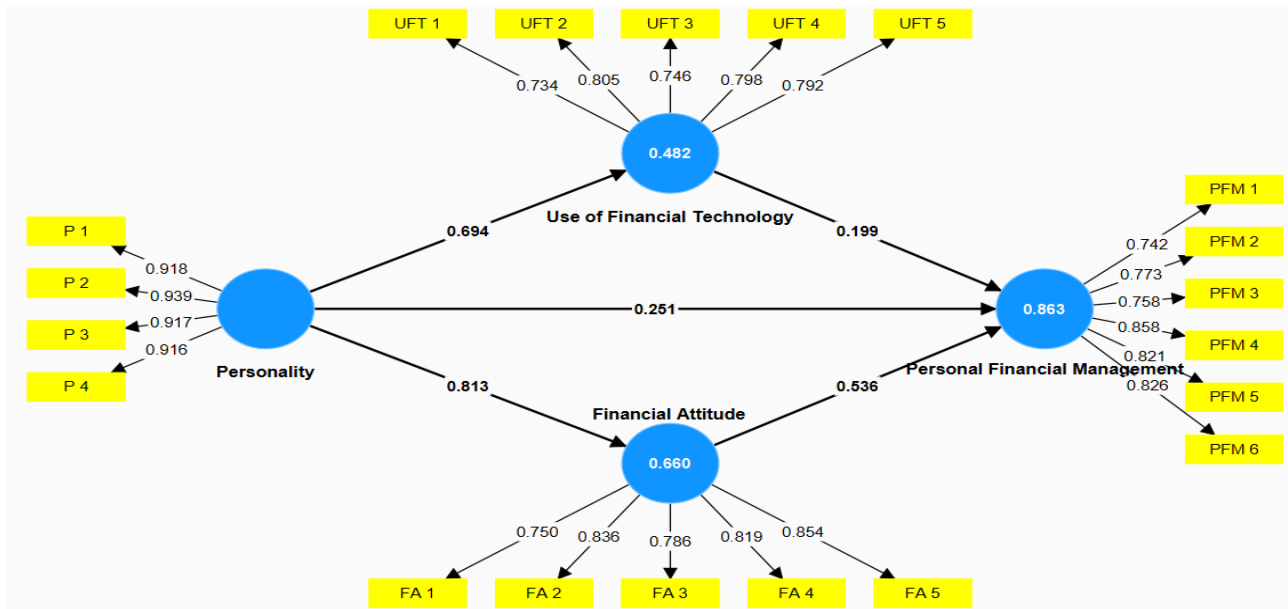 UFT 1
UFT 2
UFT 3
UFT 4
UFT 5
0.734
0.805
0.746
0.798
0.792
0.482
Use of Financial Technology
P 1
P 2
P 3
P 4
0.918
0.939
0.917
0.916
Personality
0.694
0.251
0.813
0.199
0.536
0.863
Personal Financial Management
PFM 1
PFM 2
PFM 3
PFM 4
PFM 5
PFM 6
0.742
0.773
0.758
0.858
0.821
0.826
Financial Attitude
0.660
0.750
0.836
0.786
0.819
0.854
FA 1
FA 2
FA 3
FA 4
FA 5